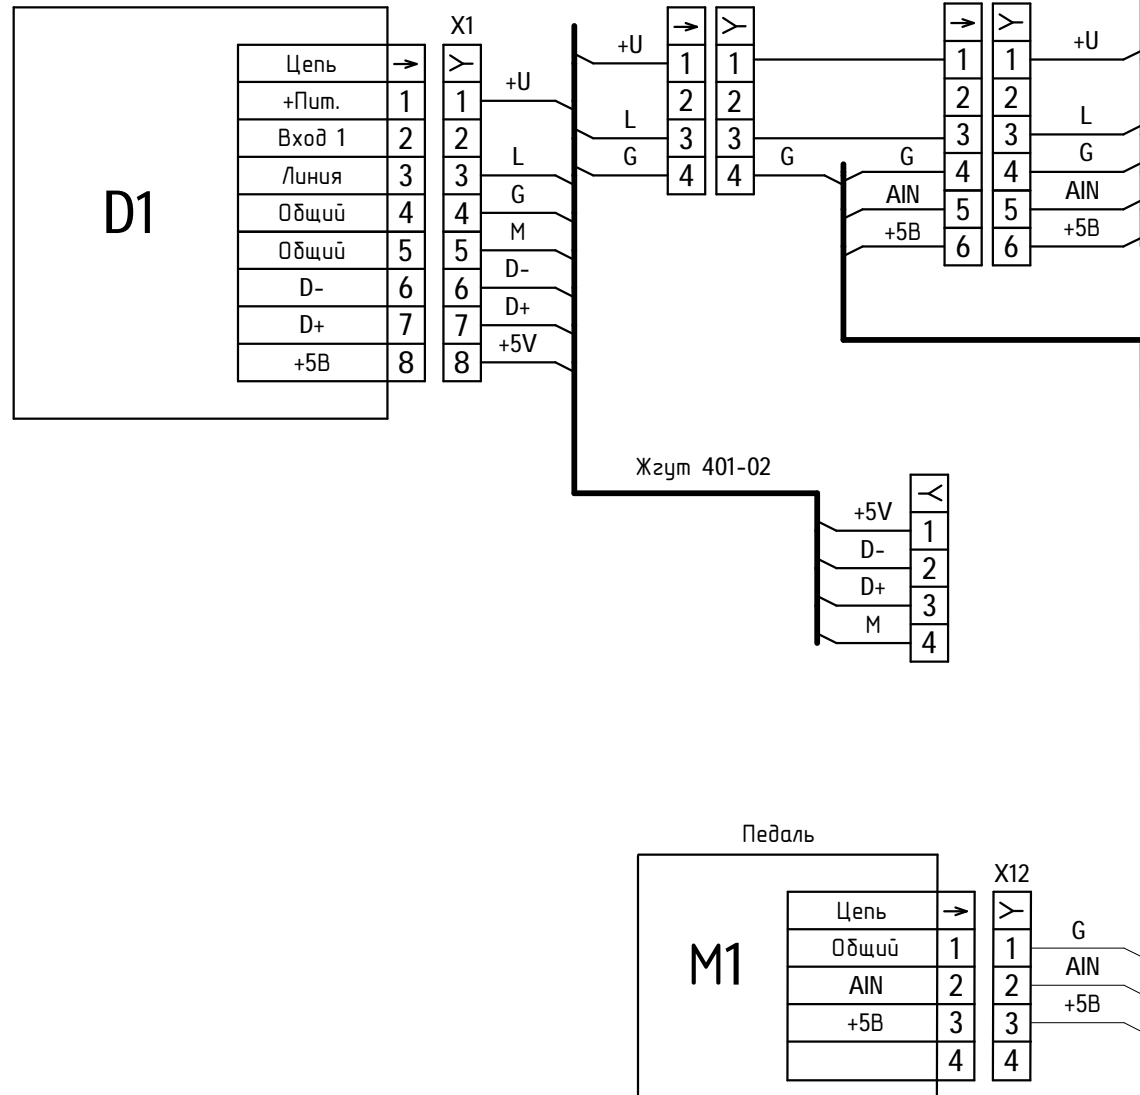 D1
X1
Цепь
+Пит. 1 1 +U
Вход 1 2 2
Линия 3 3 L
Общий 4 4 G
Общий 5 5 M
D- 6 6 D-
D+ 7 7 D+
+5В 8 8 +5V
+U 1 1
2 2
L 3 3
G 4 4 G
1 1 +U
2 2
3 3 L
G 4 4 G
AIN 5 5 AIN
+5В 6 6 +5В
Жгут 401-02
+5V 1
D- 2
D+ 3
M 4
Педаль
M1
X12
Цепь
Общий 1 1 G
AIN 2 2 AIN
+5В 3 3 +5В
4 4